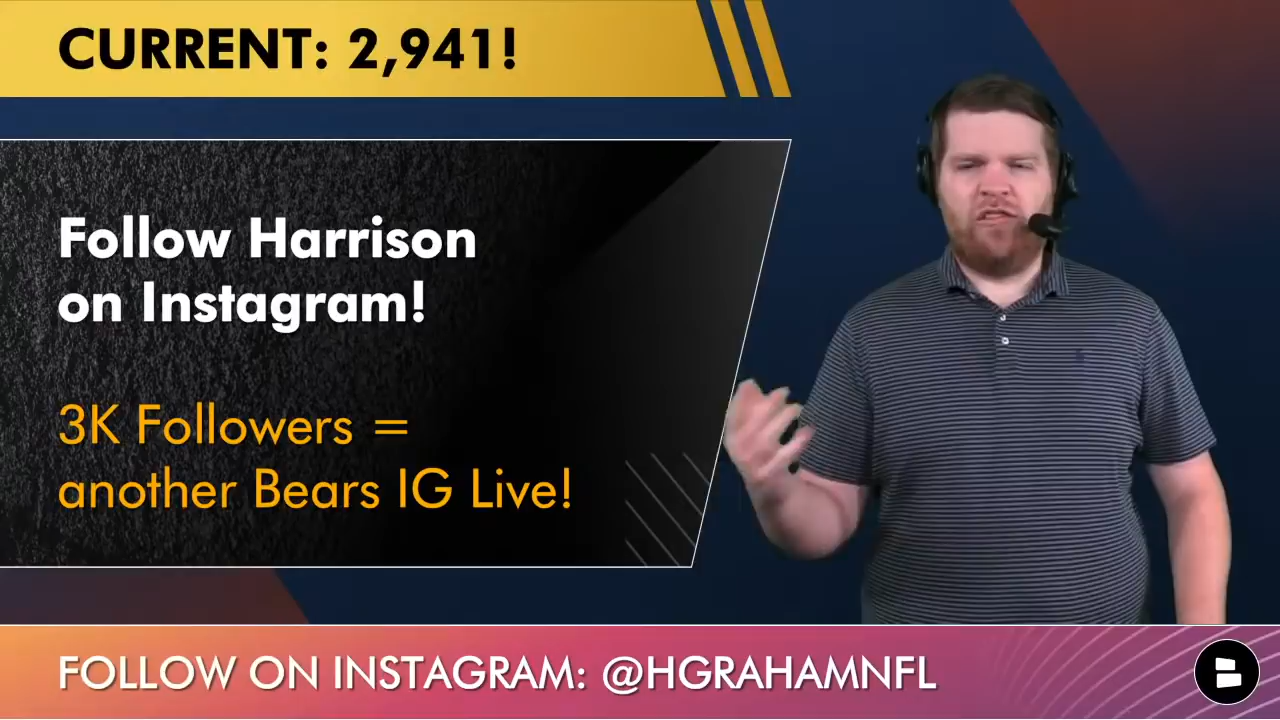 CURRENT: 2,941!
Follow Harrison
on Instagram!
3K Followers =
another Bears IG Live!
FOLLOW ON INSTAGRAM: @HGRAHAMNFL